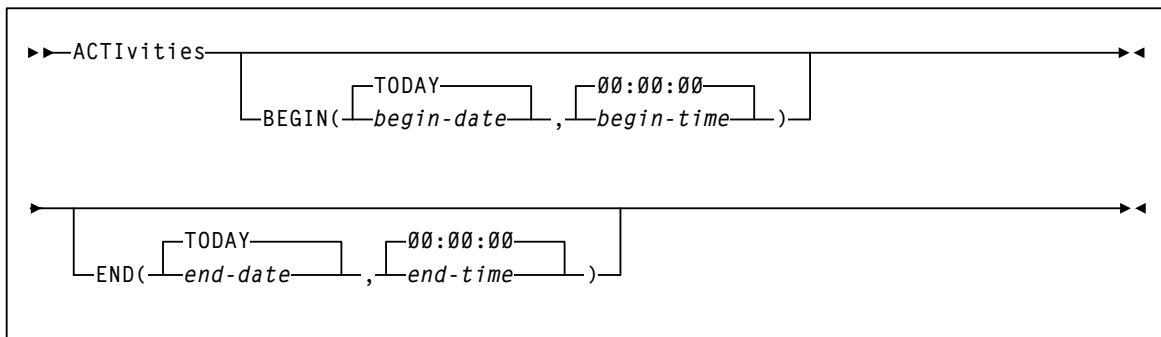 ACTIvities
TODAY 00:00:00
BEGIN( begin-date , begin-time )
TODAY 00:00:00
END( end-date , end-time )